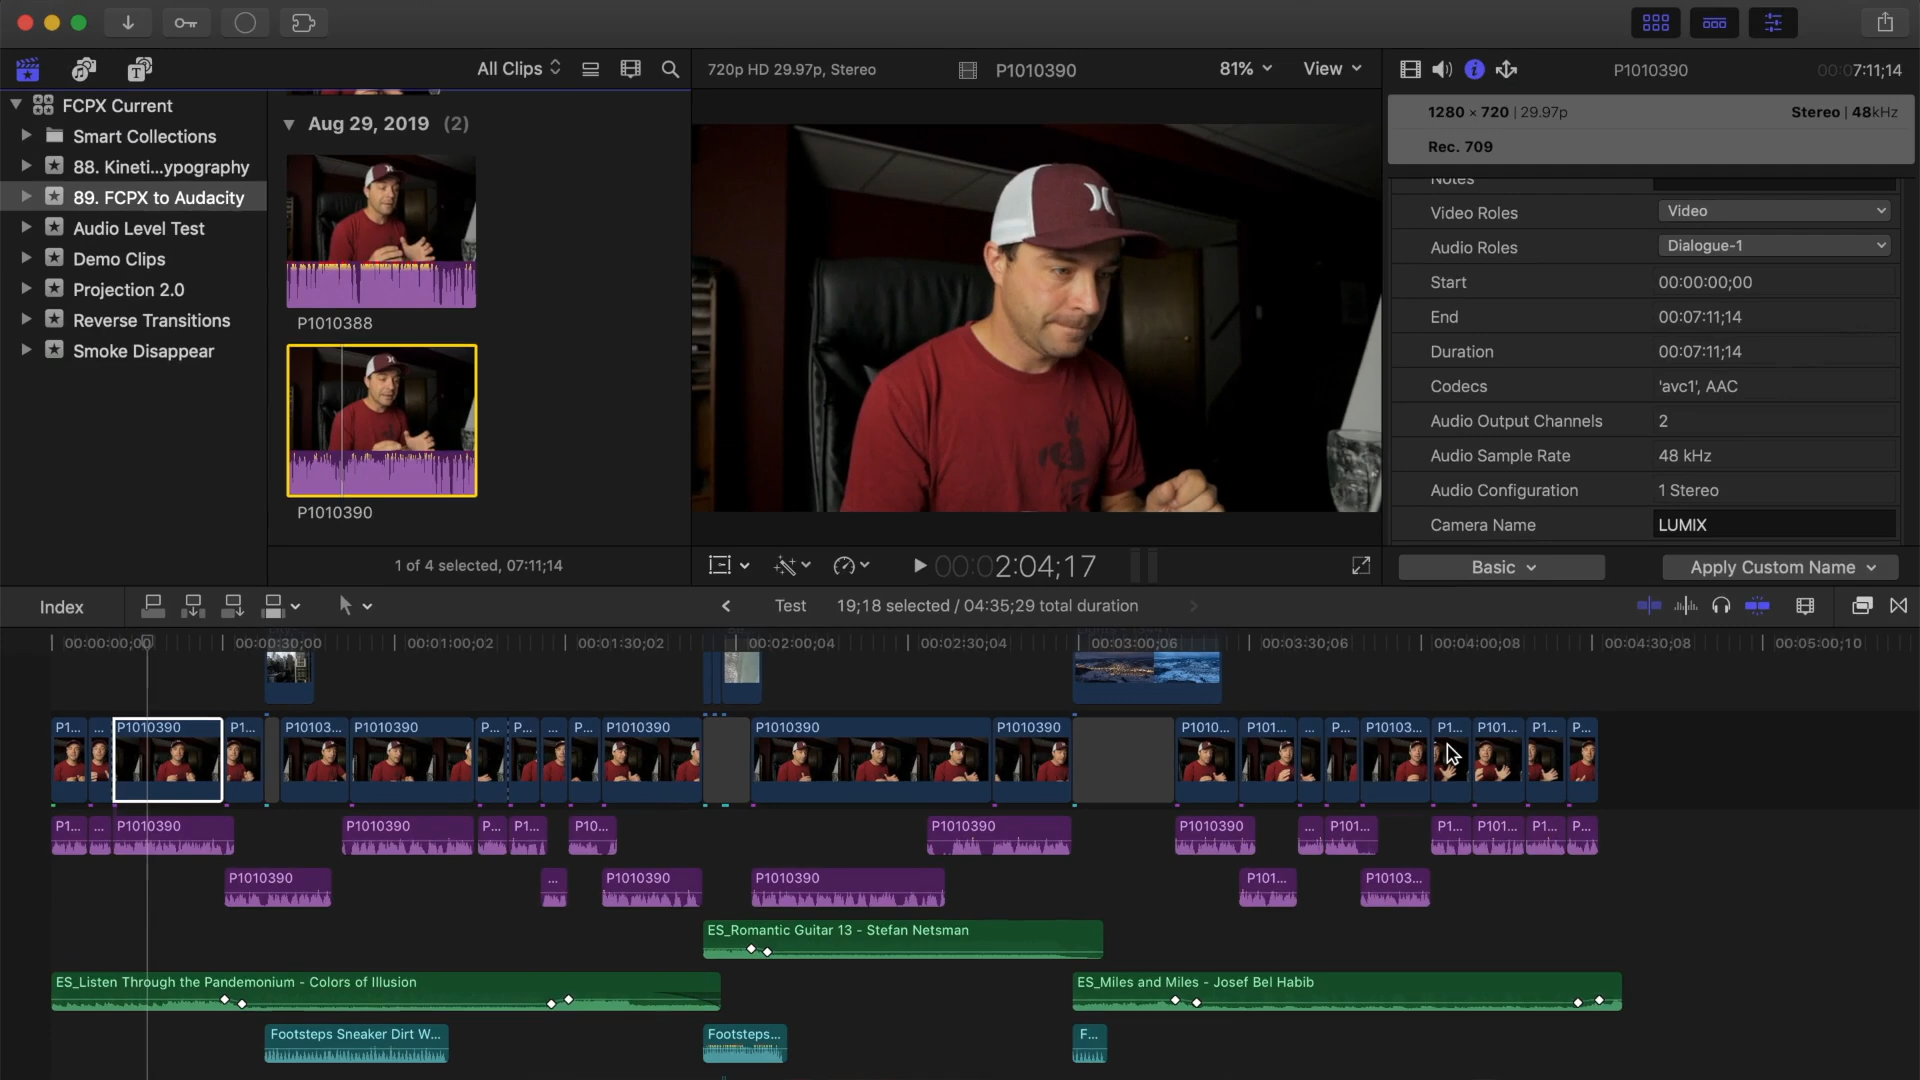 All Clips
720p HD 29.97p, Stereo
P1010390
81%
View
P1010390
00:07:11;14
FCPX Current
Smart Collections
88. Kineti...ypography
89. FCPX to Audacity
Audio Level Test
Demo Clips
Projection 2.0
Reverse Transitions
Smoke Disappear
Aug 29, 2019 (2)
P1010388
P1010390
1 of 4 selected, 07:11;14
1280 × 720 | 29.97p
Stereo | 48kHz
Rec. 709
Notes
Video Roles
Video
Audio Roles
Dialogue-1
Start
00:00:00;00
End
00:07:11;14
Duration
00:07:11;14
Codecs
'avc1', AAC
Audio Output Channels
2
Audio Sample Rate
48 kHz
Audio Configuration
1 Stereo
Camera Name
LUMIX
00:002:04;17
Basic
Apply Custom Name
Index
Test
19;18 selected / 04:35;29 total duration
00:00:00;00
00:00:30;00
00:01:00;02
00:01:30;02
00:02:00;04
00:02:30;04
00:03:00;06
00:03:30;06
00:04:00;08
00:04:30;08
00:05:00;10
P1...
...
P1010390
P1...
P10103...
P1010390
P...
P...
...
P...
P1010390
P1010390
P1010390
P1010...
P101...
...
P...
P10103...
P1...
P101...
P1...
P...
P1...
...
P1010390
P1010390
P...
P1...
P10...
P1010390
P1010390
...
P101...
P1...
P101...
P1...
P...
P1010390
...
P1010390
P1010390
P101...
P10103...
ES_Romantic Guitar 13 - Stefan Netsman
ES_Listen Through the Pandemonium - Colors of Illusion
ES_Miles and Miles - Josef Bel Habib
Footsteps Sneaker Dirt W...
Footsteps...
F...